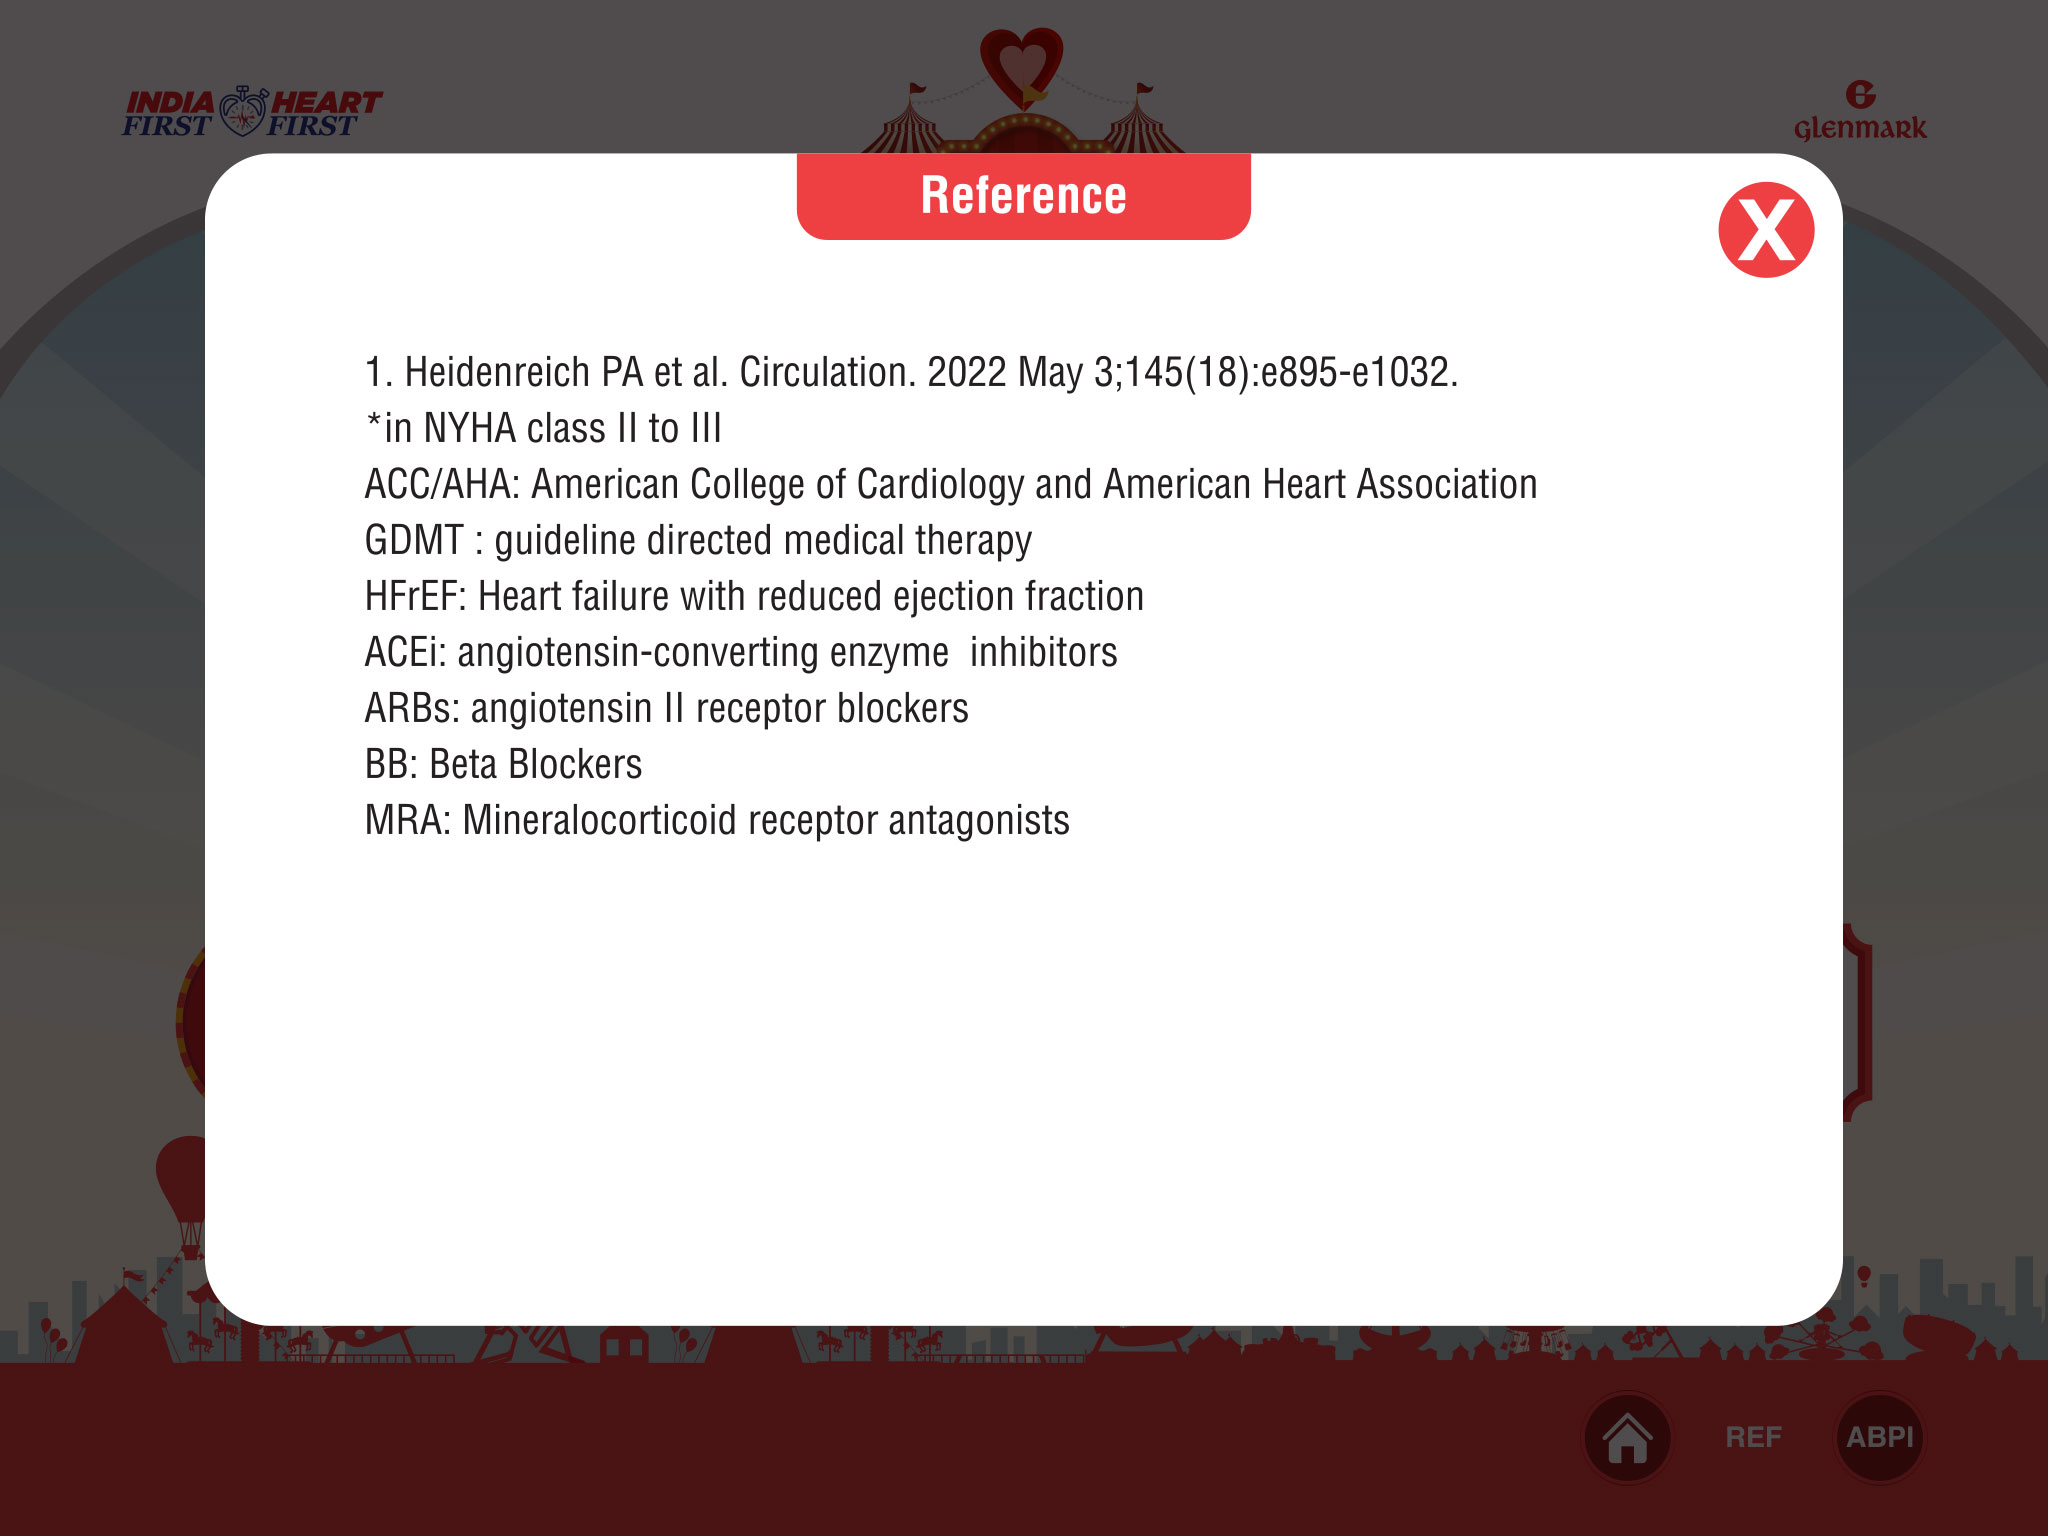 INDIA HEART
FIRST FIRST
glenmark
Reference
X
1. Heidenreich PA et al. Circulation. 2022 May 3;145(18):e895-e1032.
*in NYHA class II to III
ACC/AHA: American College of Cardiology and American Heart Association
GDMT : guideline directed medical therapy
HFrEF: Heart failure with reduced ejection fraction
ACEi: angiotensin-converting enzyme  inhibitors
ARBs: angiotensin II receptor blockers
BB: Beta Blockers
MRA: Mineralocorticoid receptor antagonists
REF ABPI